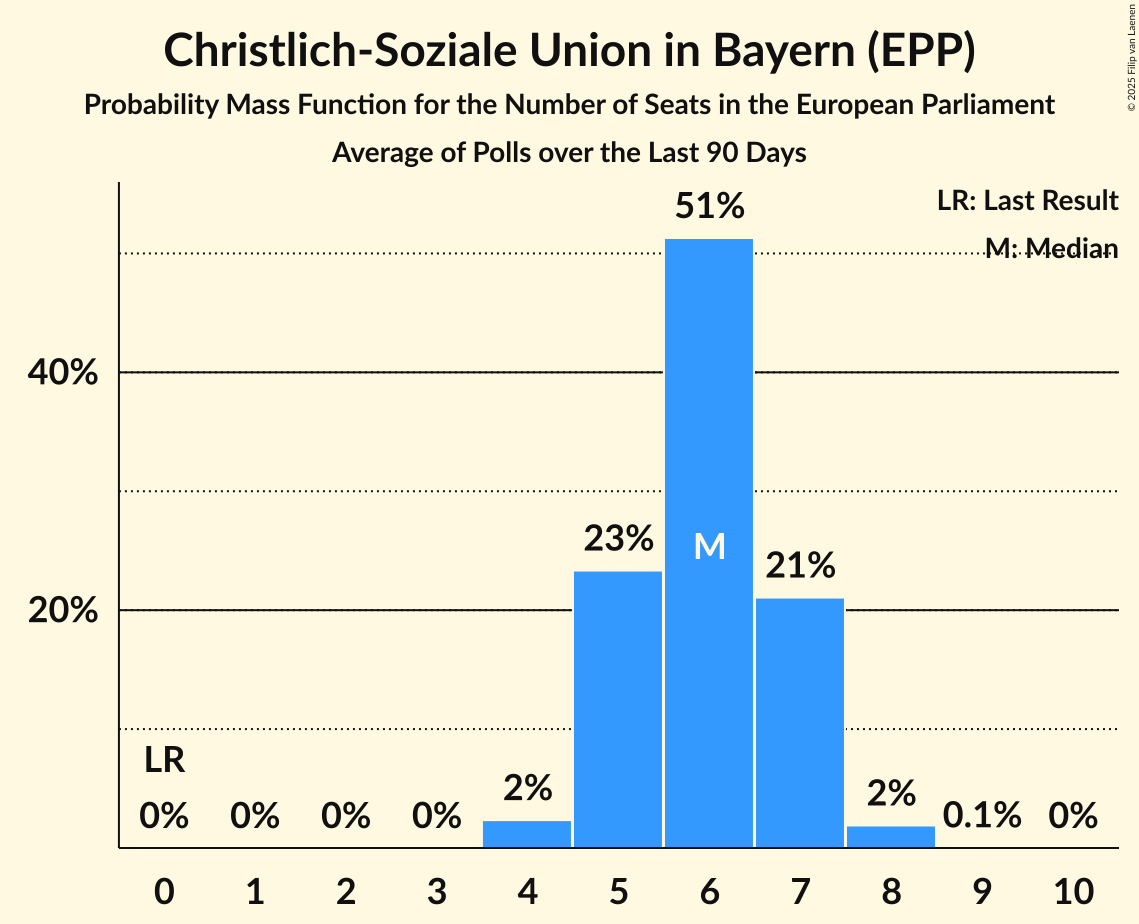 Christlich-Soziale Union in Bayern (EPP)
Probability Mass Function for the Number of Seats in the European Parliament
Average of Polls over the Last 90 Days
© 2025 Filip van Laenen
LR: Last Result
M: Median
51%
40%
23%
M
21%
20%
LR
0%
0%
0%
0%
2%
2%
0.1%
0%
0 1 2 3 4 5 6 7 8 9 10